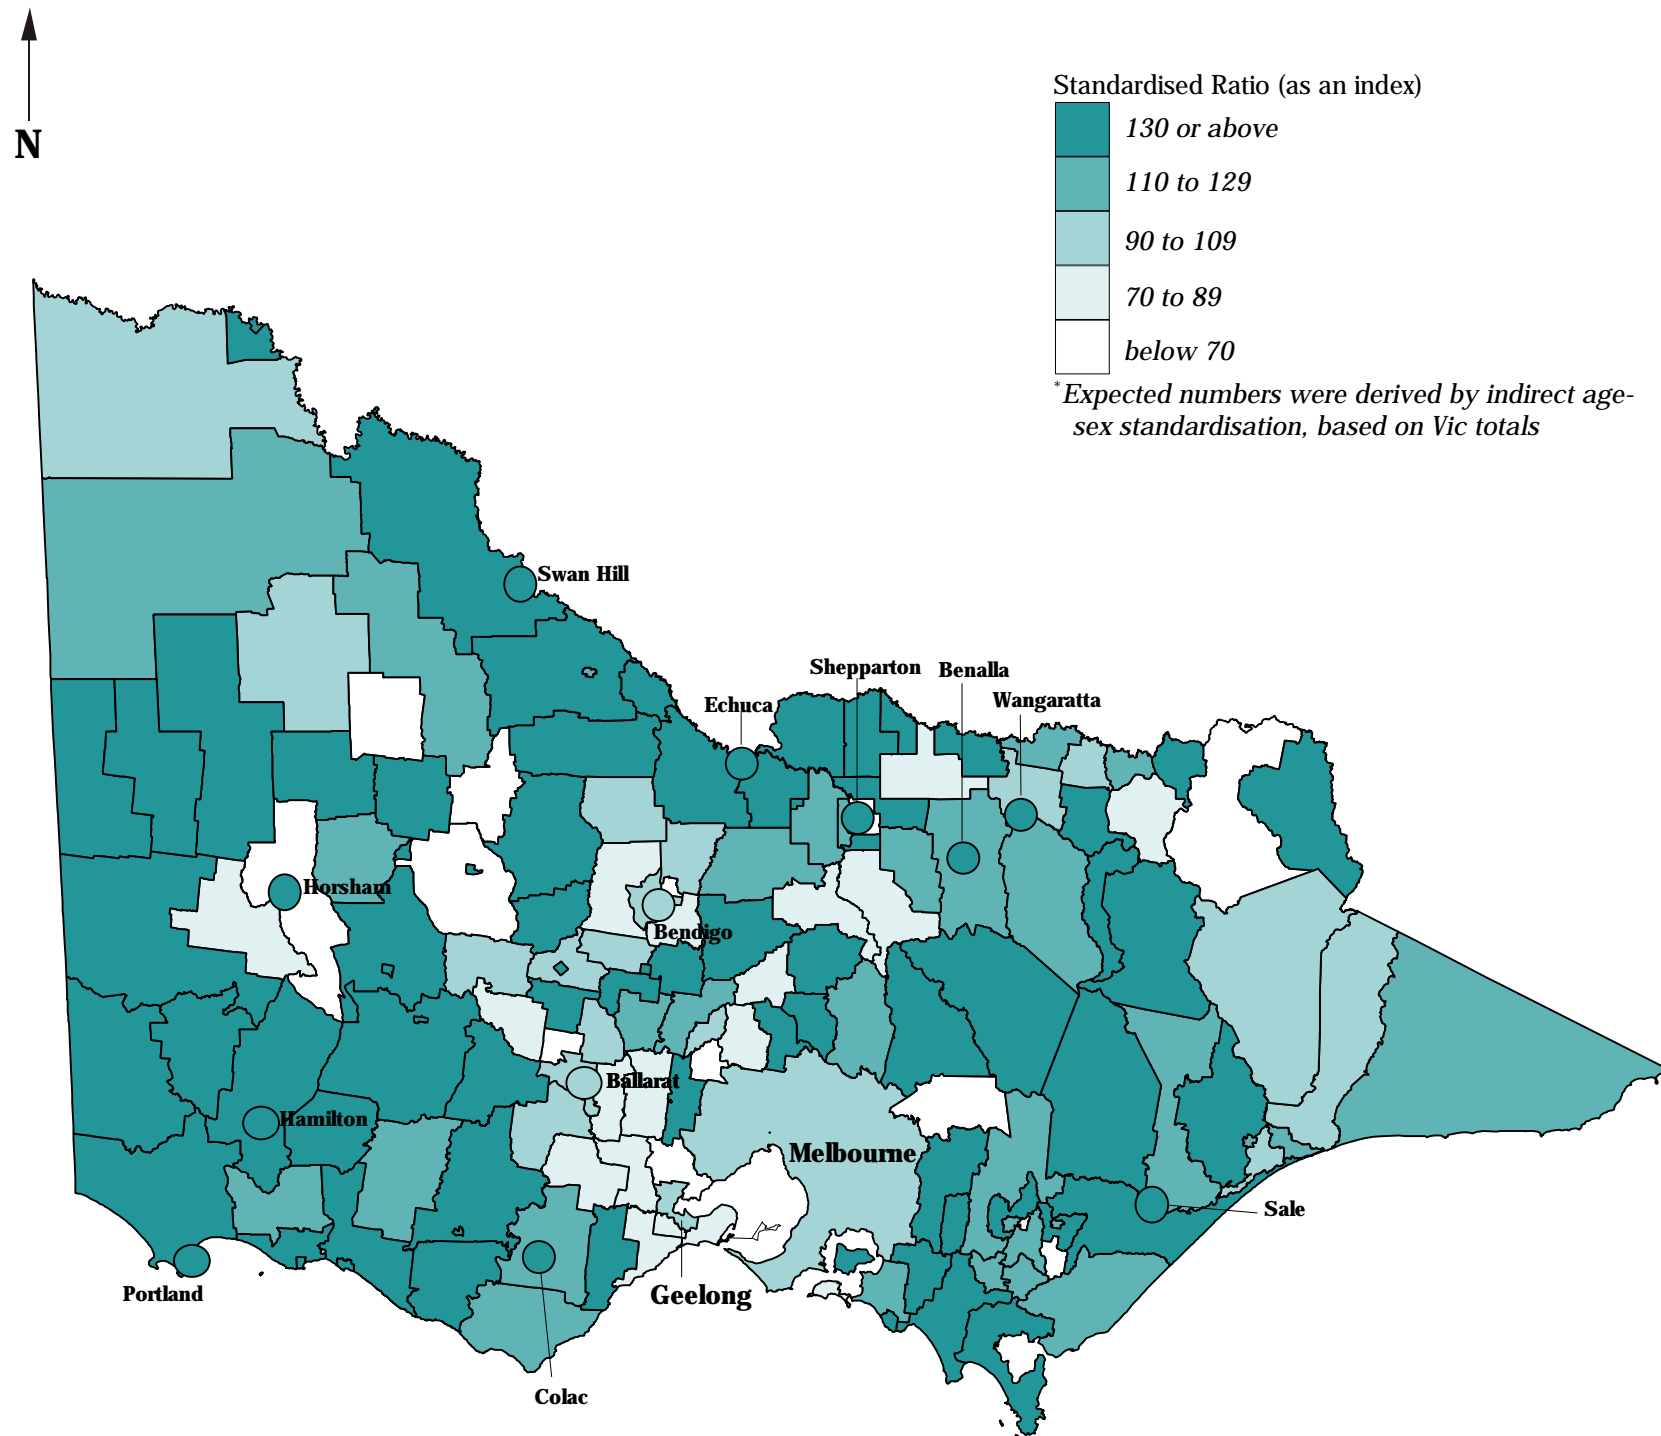 N
Standardised Ratio (as an index)
130 or above
110 to 129
90 to 109
70 to 89
below 70
*Expected numbers were derived by indirect age-
sex standardisation, based on Vic totals
Swan Hill
Shepparton
Benalla
Wangaratta
Echuca
Horsham
Bendigo
Ballarat
Hamilton
Melbourne
Sale
Portland
Geelong
Colac